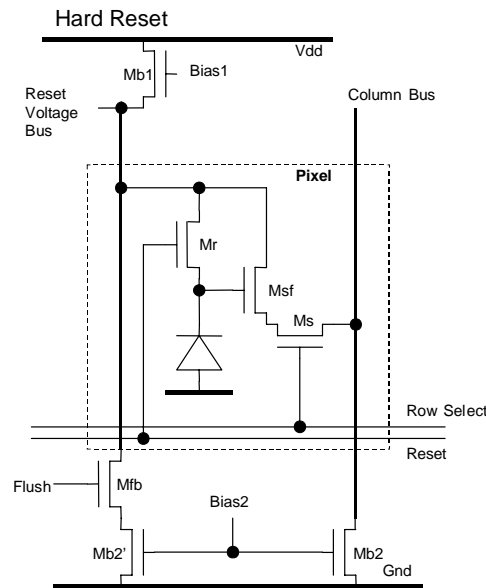 Hard Reset
Vdd
Mb1
Bias1
Reset
Voltage
Bus
Column Bus
Pixel
Mr
Msf
Ms
Row Select
Reset
Flush
Mfb
Bias2
Mb2'
Mb2
Gnd